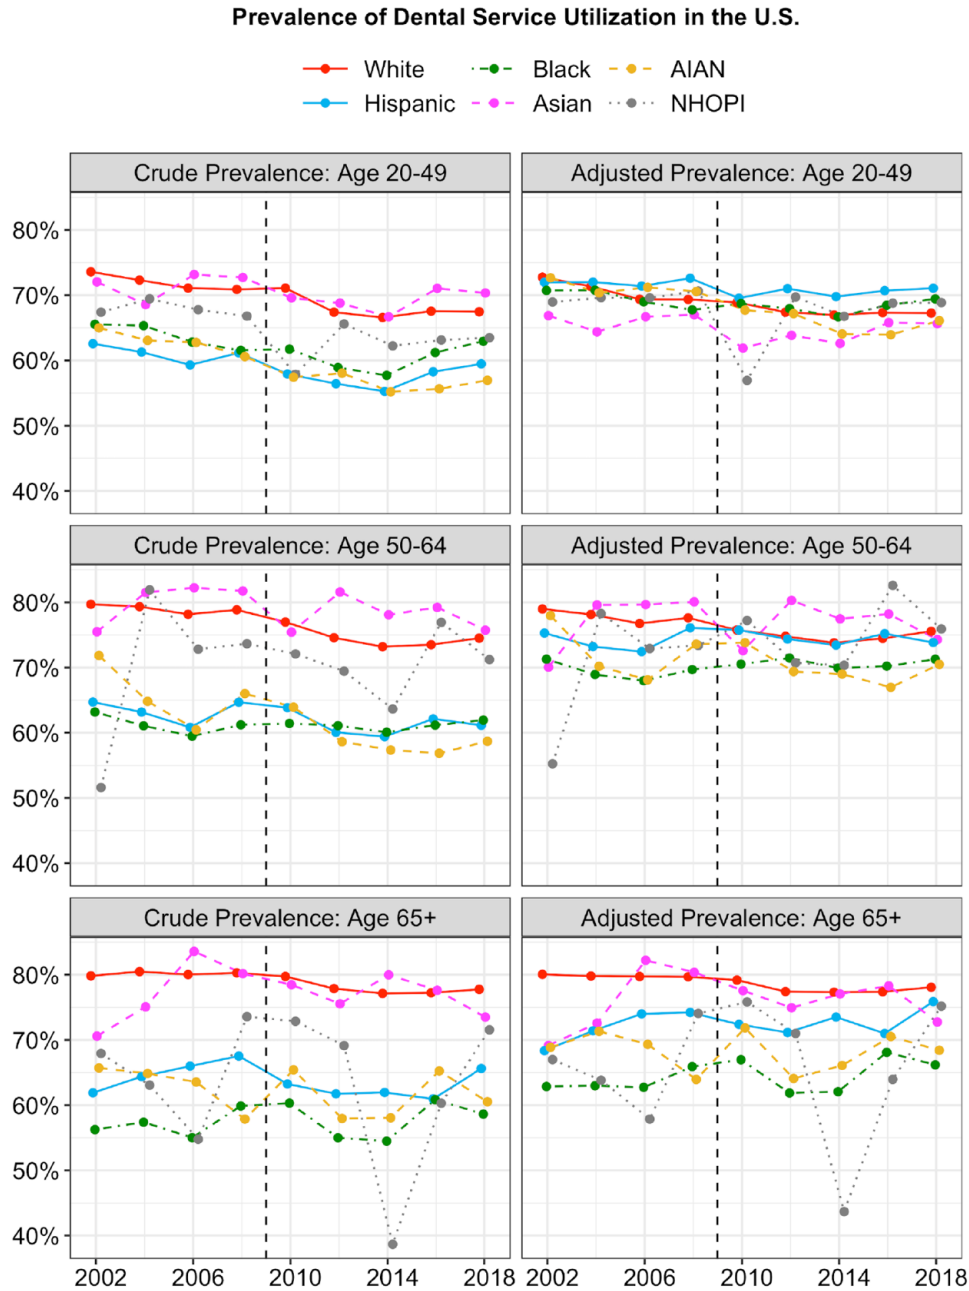 Prevalence of Dental Service Utilization in the U.S.
White Black AIAN
Hispanic Asian NHOPI
Crude Prevalence: Age 20-49 Adjusted Prevalence: Age 20-49
80%
70%
60%
50%
40%
Crude Prevalence: Age 50-64 Adjusted Prevalence: Age 50-64
80%
70%
60%
50%
40%
Crude Prevalence: Age 65+ Adjusted Prevalence: Age 65+
80%
70%
60%
50%
40%
2002 2006 2010 2014 2018 2002 2006 2010 2014 2018